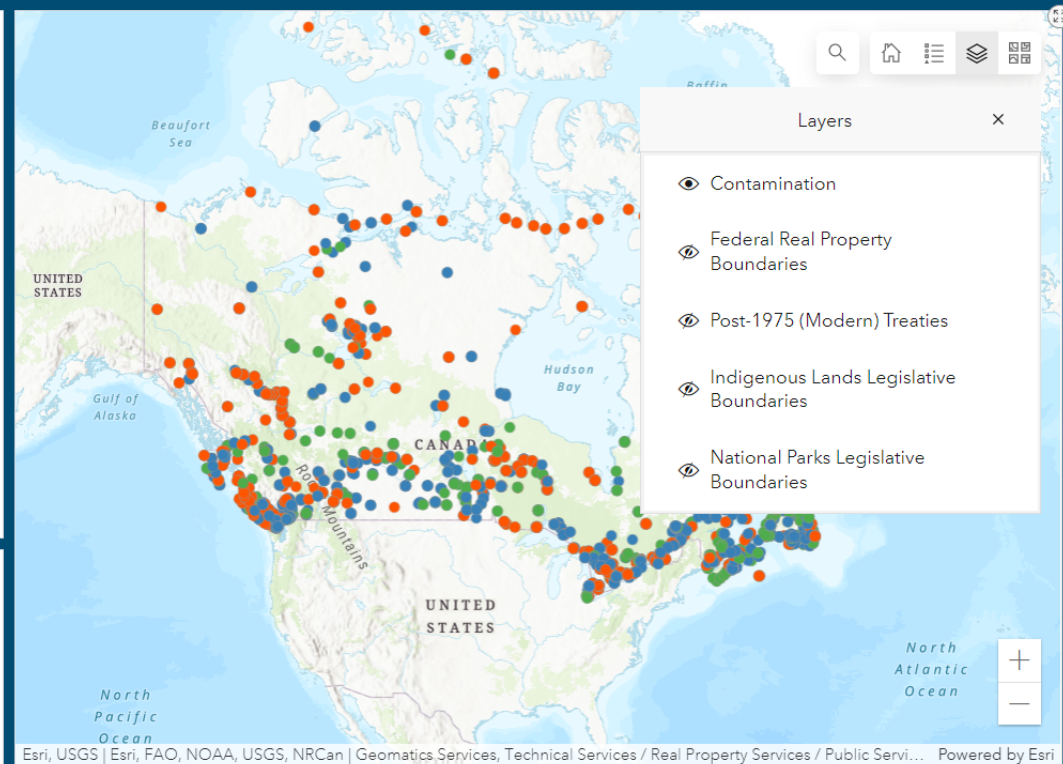 Baffin
Layers
Beaufort
Sea
Contamination
Federal Real Property
Boundaries
UNITED
STATES
Post-1975 (Modern) Treaties
Hudson
Bay
Indigenous Lands Legislative
Boundaries
Gulf of
Alaska
CANADA
National Parks Legislative
Boundaries
Rocky Mountains
UNITED
STATES
North
Atlantic
Ocean
North
Pacific
Ocean
Esri, USGS | Esri, FAO, NOAA, USGS, NRCan | Geomatics Services, Technical Services / Real Property Services / Public Servi... Powered by Esri